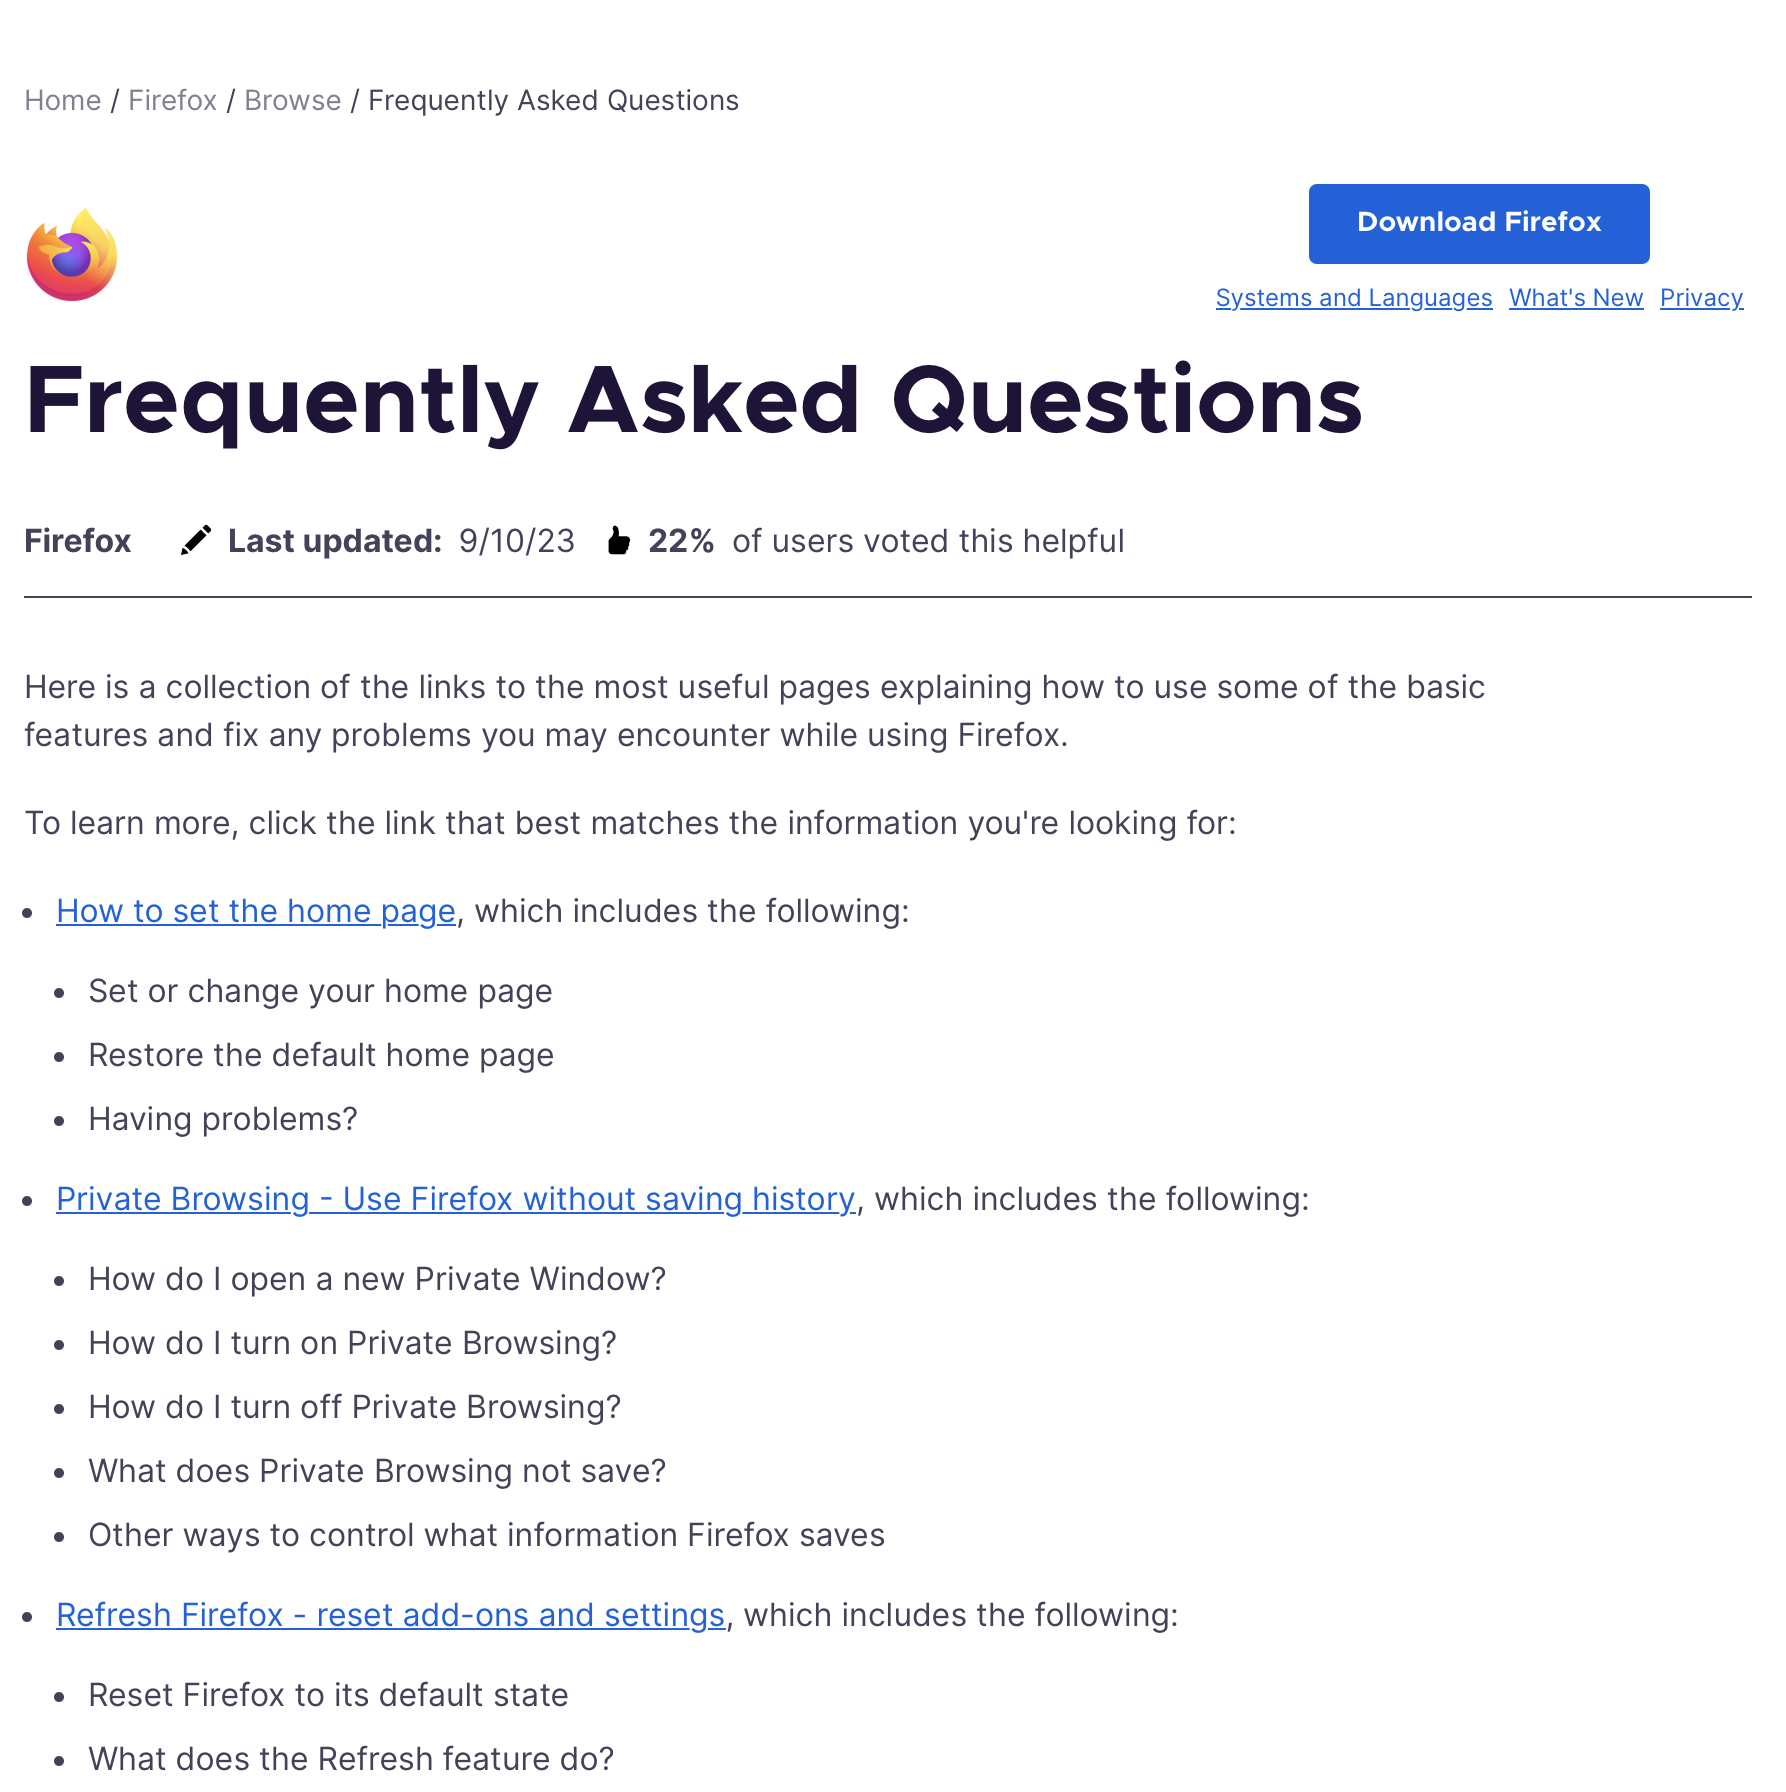 Home / Firefox / Browse / Frequently Asked Questions
Download Firefox
Systems and Languages What's New Privacy
Frequently Asked Questions
Firefox Last updated: 9/10/23 22% of users voted this helpful
Here is a collection of the links to the most useful pages explaining how to use some of the basic
features and fix any problems you may encounter while using Firefox.
To learn more, click the link that best matches the information you're looking for:
• How to set the home page, which includes the following:
• Set or change your home page
• Restore the default home page
• Having problems?
• Private Browsing - Use Firefox without saving history, which includes the following:
• How do I open a new Private Window?
• How do I turn on Private Browsing?
• How do I turn off Private Browsing?
• What does Private Browsing not save?
• Other ways to control what information Firefox saves
• Refresh Firefox - reset add-ons and settings, which includes the following:
• Reset Firefox to its default state
• What does the Refresh feature do?